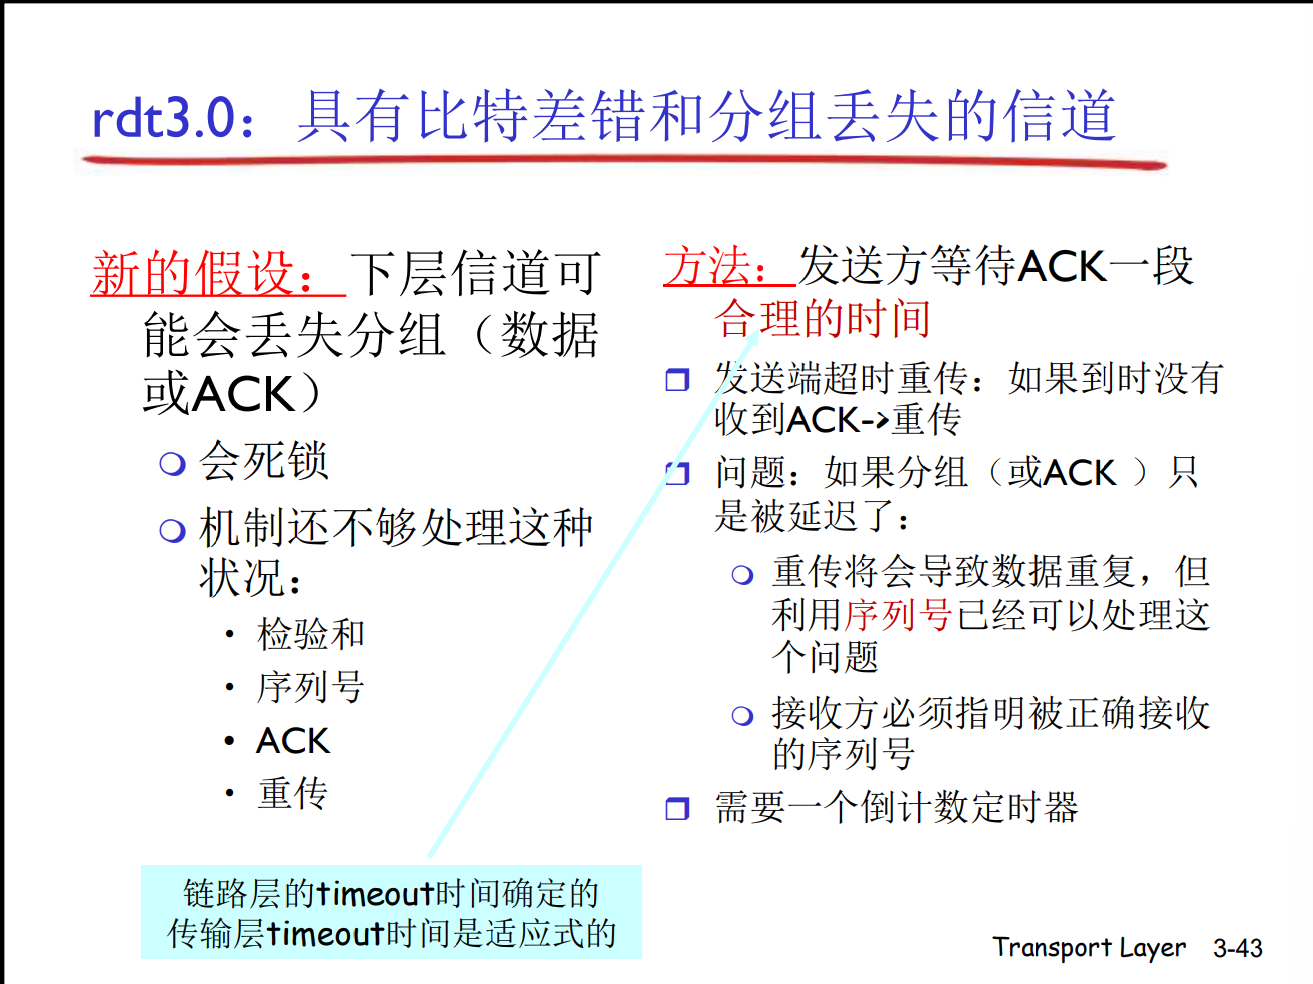 rdt3.0：具有比特差错和分组丢失的信道
新的假设：下层信道可
能会丢失分组（数据
或ACK）
会死锁
机制还不够处理这种
状况：
• 检验和
• 序列号
• ACK
• 重传
方法：发送方等待ACK一段
合理的时间
发送端超时重传：如果到时没有
收到ACK->重传
问题：如果分组（或ACK ）只
是被延迟了：
重传将会导致数据重复，但
利用序列号已经可以处理这
个问题
接收方必须指明被正确接收
的序列号
需要一个倒计数定时器
链路层的timeout时间确定的
传输层timeout时间是适应式的
Transport Layer 3-43